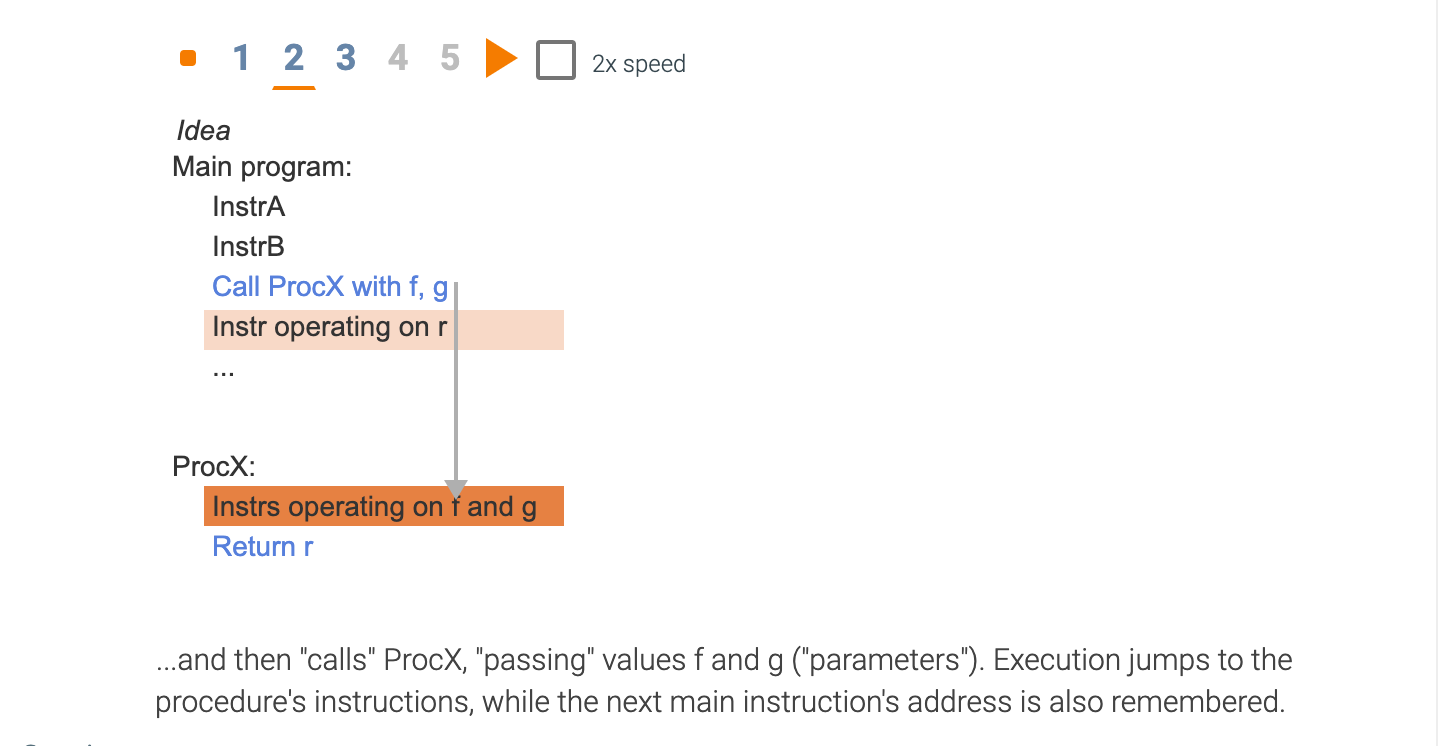 1 2 3 4 5 2x speed
Idea
Main program:
InstrA
InstrB
Call ProcX with f, g
Instr operating on r
...
ProcX:
Instrs operating on f and g
Return r
...and then "calls" ProcX, "passing" values f and g ("parameters"). Execution jumps to the
procedure's instructions, while the next main instruction's address is also remembered.